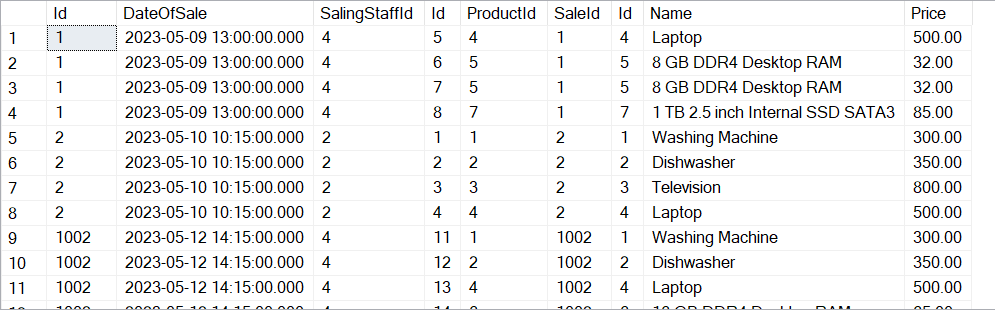 Id DateOfSale SalingStaffId Id ProductId SaleId Id Name Price
1 1 2023-05-09 13:00:00.000 4 5 4 1 4 Laptop 500.00
2 1 2023-05-09 13:00:00.000 4 6 5 1 5 8 GB DDR4 Desktop RAM 32.00
3 1 2023-05-09 13:00:00.000 4 7 5 1 5 8 GB DDR4 Desktop RAM 32.00
4 1 2023-05-09 13:00:00.000 4 8 7 1 7 1 TB 2.5 inch Internal SSD SATA3 85.00
5 2 2023-05-10 10:15:00.000 2 1 1 2 1 Washing Machine 300.00
6 2 2023-05-10 10:15:00.000 2 2 2 2 2 Dishwasher 350.00
7 2 2023-05-10 10:15:00.000 2 3 3 2 3 Television 800.00
8 2 2023-05-10 10:15:00.000 2 4 4 2 4 Laptop 500.00
9 1002 2023-05-12 14:15:00.000 4 11 1 1002 1 Washing Machine 300.00
10 1002 2023-05-12 14:15:00.000 4 12 2 1002 2 Dishwasher 350.00
11 1002 2023-05-12 14:15:00.000 4 13 4 1002 4 Laptop 500.00